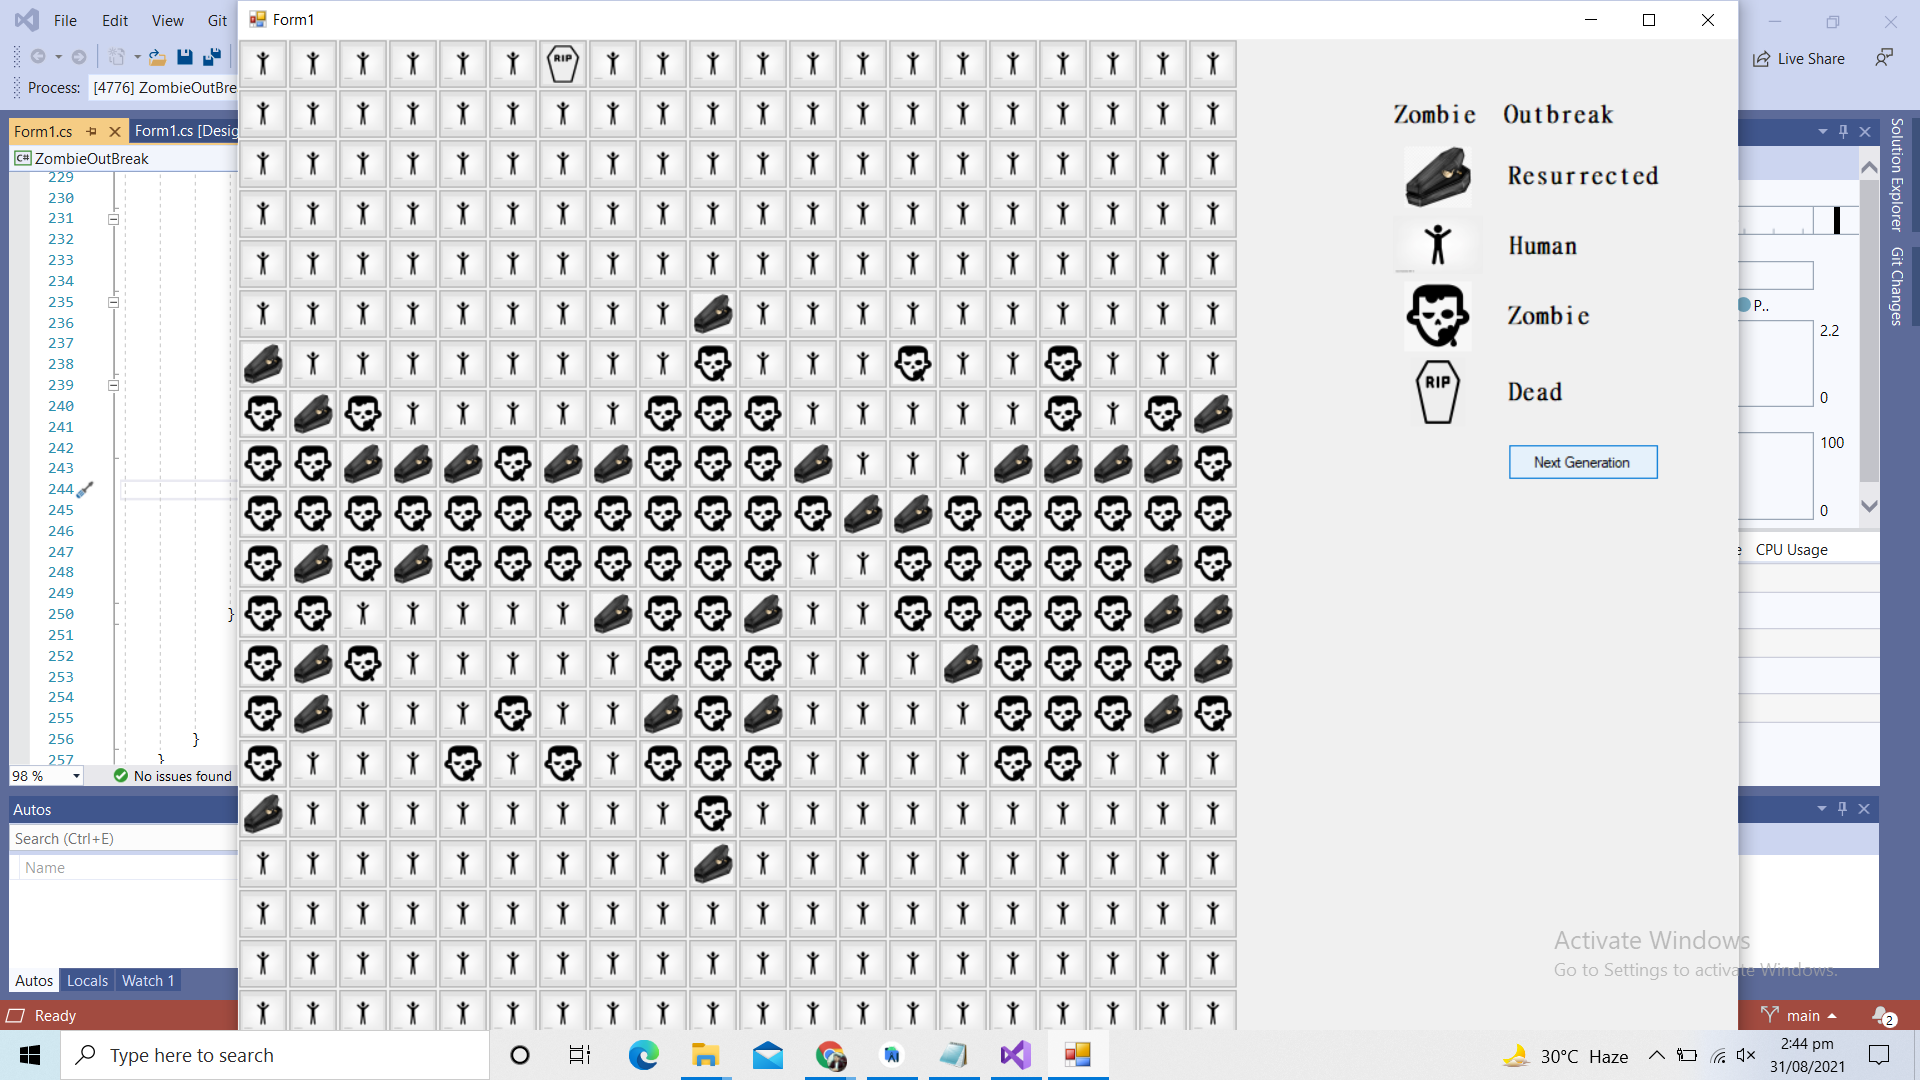 File Edit View Git
Form1
Live Share
Process: [4776] ZombieOutBre
Form1.cs
Form1.cs [Desig
C# ZombieOutBreak
229
230
231
232
233
234
235
236
237
238
239
240
241
242
243
244
245
246
247
248
249
250 }
251
252
253
254
255
256 }
257 }
98 % No issues found
Autos
Search (Ctrl+E)
Name
Autos Locals Watch 1
Ready
RIP
Zombie Outbreak
Resurrected
Human
Zombie
RIP Dead
Next Generation
Solution Explorer
Git Changes
P..
2.2
0
100
0
e CPU Usage
Activate Windows
Go to Settings to activate Windows.
main 2
Type here to search
30°C Haze
2:44 pm
31/08/2021